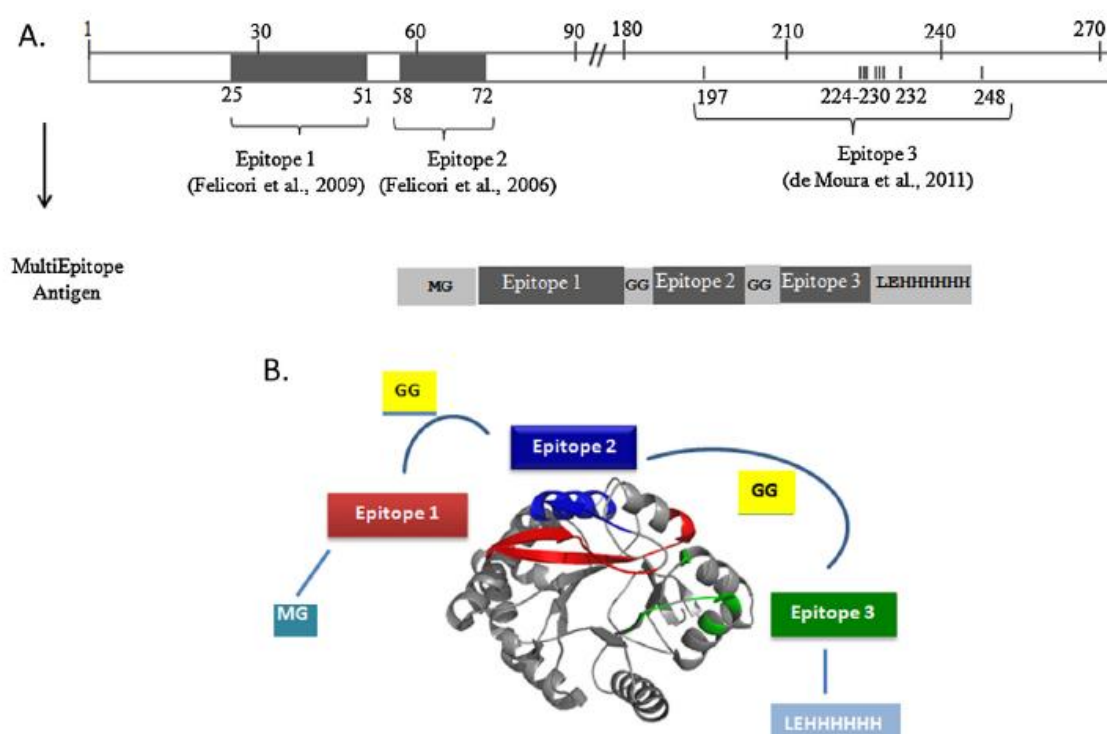 A.
1 30 60 90 180 210 240 270
25 51 58 72 197 224-230 232 248
Epitope 1 Epitope 2 Epitope 3
(Felicori et al., 2009) (Felicori et al., 2006) (de Moura et al., 2011)
MultiEpitope
Antigen
MG Epitope 1 GG Epitope 2 GG Epitope 3 LEHHHHHH
B.
GG
Epitope 2
GG
Epitope 1
MG
Epitope 3
LEHHHHHH